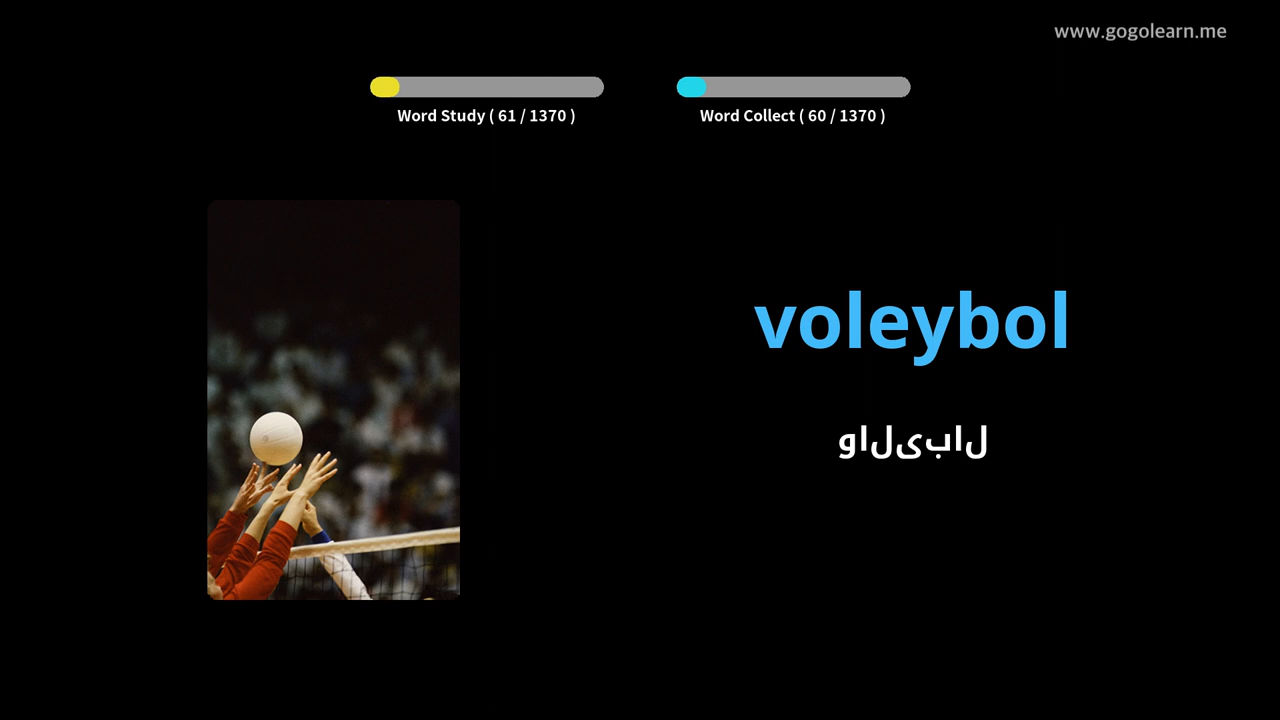 www.gogolearn.me
Word Study ( 61 / 1370 )
Word Collect ( 60 / 1370 )
voleybol
والیبال